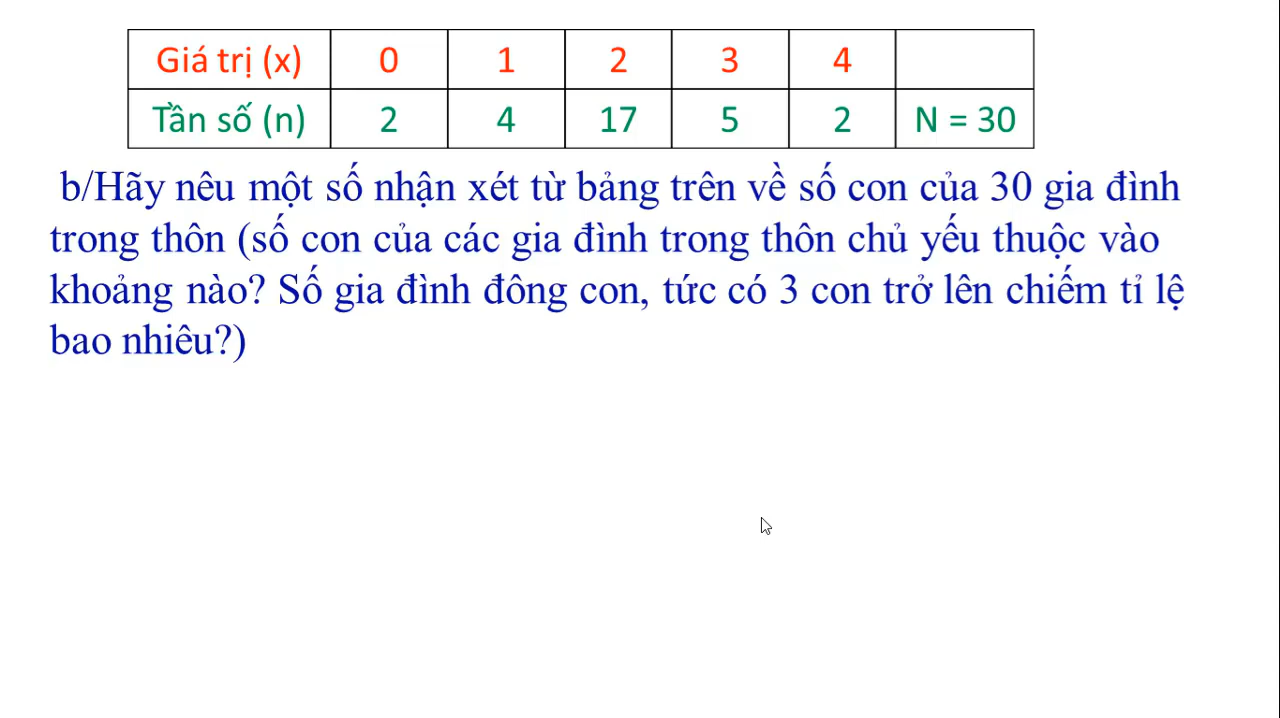 Giá trị (x) 0 1 2 3 4
Tần số (n) 2 4 17 5 2 N = 30
b/Hãy nêu một số nhận xét từ bảng trên về số con của 30 gia đình
trong thôn (số con của các gia đình trong thôn chủ yếu thuộc vào
khoảng nào? Số gia đình đông con, tức có 3 con trở lên chiếm tỉ lệ
bao nhiêu?)